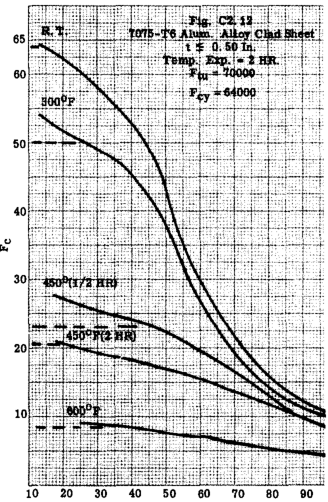 Fig. C2.12
7075-T6 Alum. Alloy Clad Sheet
t ≦ 0.50 In.
Temp. Exp. = 2 HR.
Ftu = 70000
Fcy = 64000
R.T.
300°F
450°(1/2 HR)
450°F(2 HR)
600°F
Fc
65
60
50
40
30
20
10
10 20 30 40 50 60 70 80 90